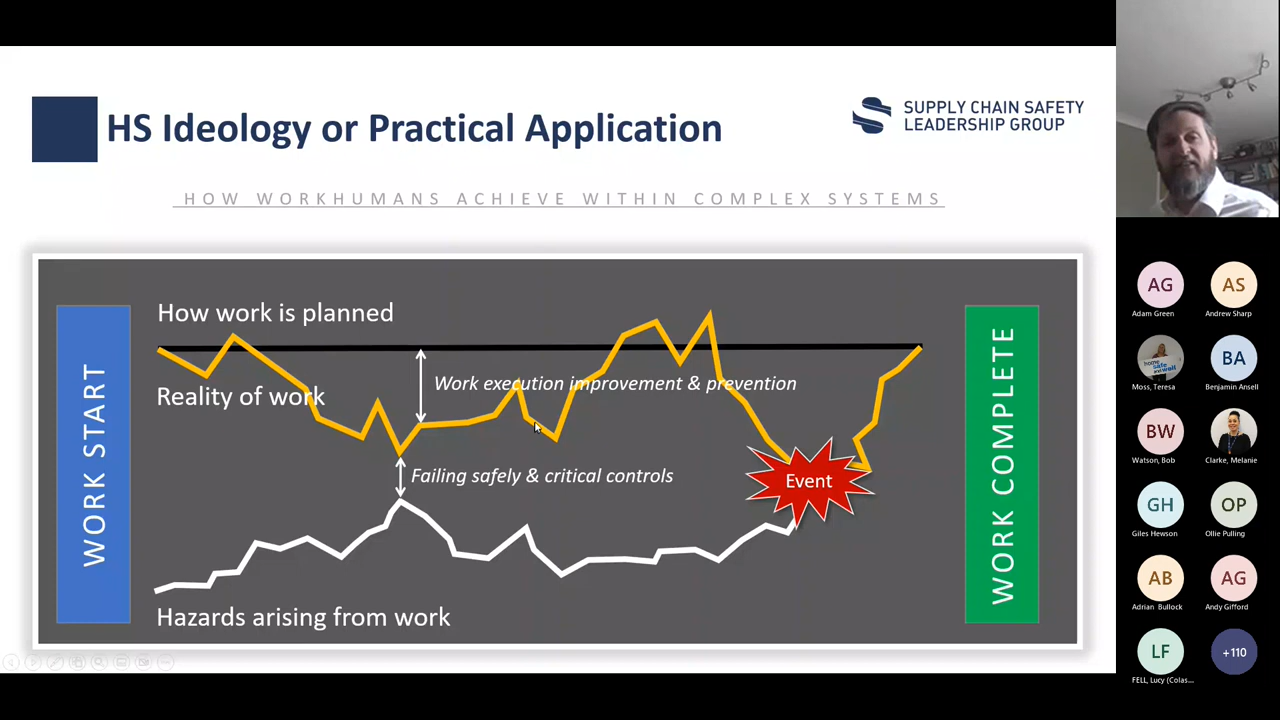 HS Ideology or Practical Application
SUPPLY CHAIN SAFETY
LEADERSHIP GROUP
HOW WORKHUMANS ACHIEVE WITHIN COMPLEX SYSTEMS
WORK START
How work is planned
Work execution improvement & prevention
Reality of work
Failing safely & critical controls
Event
Hazards arising from work
WORK COMPLETE
AG
Adam Green
AS
Andrew Sharp
Moss, Teresa
BA
Benjamin Ansell
BW
Watson, Bob
Clarke, Melanie
GH
Giles Hewson
OP
Ollie Pulling
AB
Adrian Bullock
AG
Andy Gifford
LF
FELL, Lucy (Colas...
+110